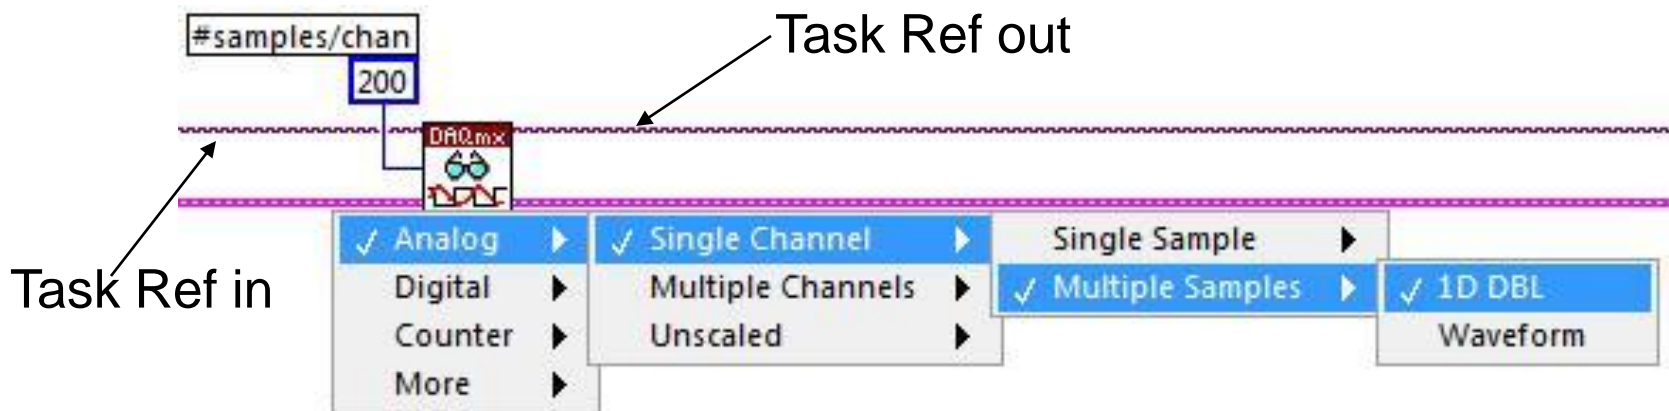 #samples/chan
Task Ref out
200
DAQmx
Analog
Single Channel
Single Sample
Task Ref in
Digital
Multiple Channels
Multiple Samples
1D DBL
Counter
Unscaled
Waveform
More